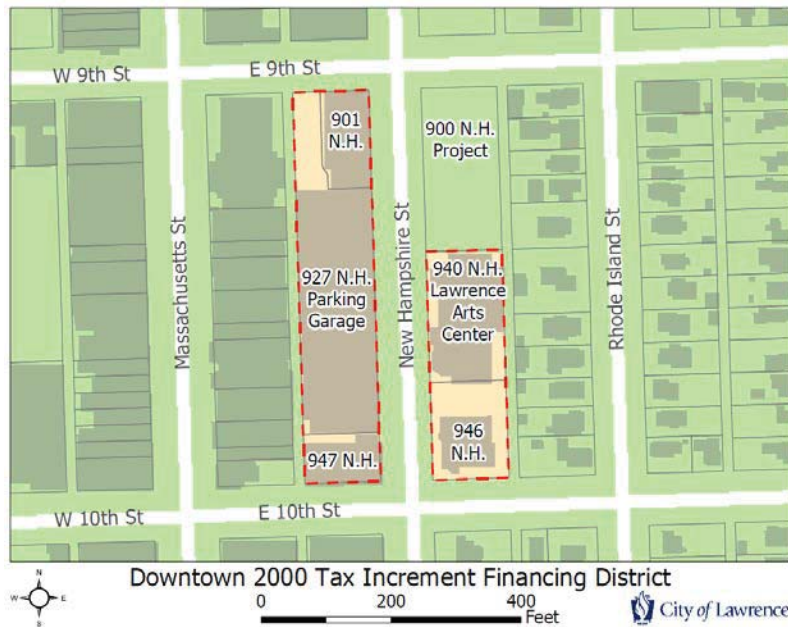 W 9th St
E 9th St
901
N.H.
900 N.H.
Project
Massachusetts St
New Hampshire St
Rhode Island St
927 N.H.
Parking
Garage
940 N.H.
Lawrence
Arts
Center
946
N.H.
947 N.H.
W 10th St
E 10th St
Downtown 2000 Tax Increment Financing District
N
W
E
S
0 200 400
Feet
City of Lawrence